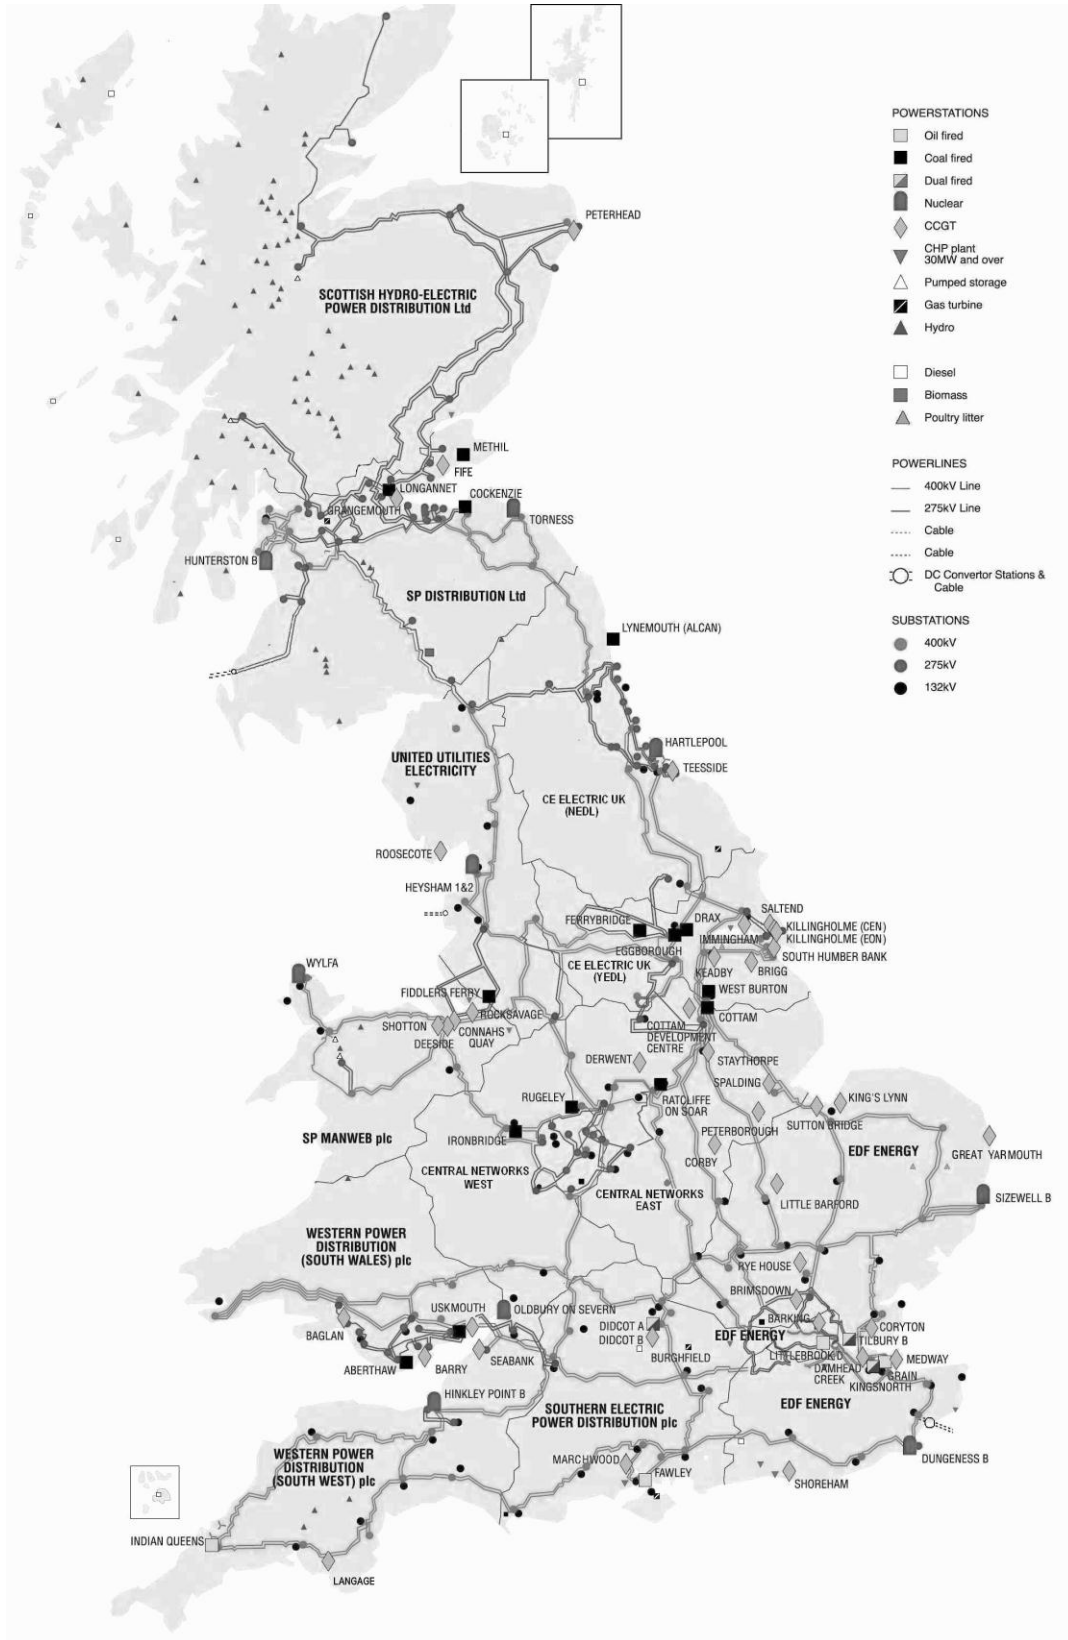 POWERSTATIONS
Oil fired
Coal fired
Dual fired
Nuclear
CCGT
CHP plant
30MW and over
Pumped storage
Gas turbine
Hydro
Diesel
Biomass
Poultry litter
POWERLINES
400kV Line
275kV Line
Cable
Cable
DC Convertor Stations &
Cable
SUBSTATIONS
400kV
275kV
132kV
PETERHEAD
SCOTTISH HYDRO-ELECTRIC
POWER DISTRIBUTION Ltd
METHIL
FIFE
LONGANNET
COCKENZIE
GRANGEMOUTH
TORNESS
HUNTERSTON B
SP DISTRIBUTION Ltd
LYNEMOUTH (ALCAN)
HARTLEPOOL
UNITED UTILITIES
ELECTRICITY
TEESSIDE
CE ELECTRIC UK
(NEDL)
ROOSECOTE
HEYSHAM 1&2
SALTEND
FERRYBRIDGE
DRAX
KILLINGHOLME (CEN)
IMMINGHAM
KILLINGHOLME (EON)
EGGBOROUGH
SOUTH HUMBER BANK
CE ELECTRIC UK
(YEDL)
KEADBY
BRIGG
WYLFA
FIDDLERS FERRY
WEST BURTON
ROCKSAVAGE
COTTAM
SHOTTON
CONNAHS
QUAY
DEESIDE
COTTAM
DEVELOPMENT
CENTRE
DERWENT
STAYTHORPE
SPALDING
RUGELEY
RATCLIFFE
ON SOAR
KING'S LYNN
SUTTON BRIDGE
PETERBOROUGH
SP MANWEB plc
IRONBRIDGE
EDF ENERGY
GREAT YARMOUTH
CORBY
CENTRAL NETWORKS
WEST
CENTRAL NETWORKS
EAST
LITTLE BARFORD
SIZEWELL B
WESTERN POWER
DISTRIBUTION
(SOUTH WALES) plc
RYE HOUSE
BRIMSDOWN
USKMOUTH
OLDBURY ON SEVERN
BARKING
DIDCOT A
DIDCOT B
EDF ENERGY
CORYTON
TILBURY B
BAGLAN
LITTLEBROOK D
ABERTHAW
BARRY
SEABANK
BURGHFIELD
DAMHEAD
CREEK
MEDWAY
GRAIN
KINGSNORTH
HINKLEY POINT B
SOUTHERN ELECTRIC
POWER DISTRIBUTION plc
EDF ENERGY
WESTERN POWER
DISTRIBUTION
(SOUTH WEST) plc
MARCHWOOD
FAWLEY
DUNGENESS B
SHOREHAM
INDIAN QUEENS
LANGAGE